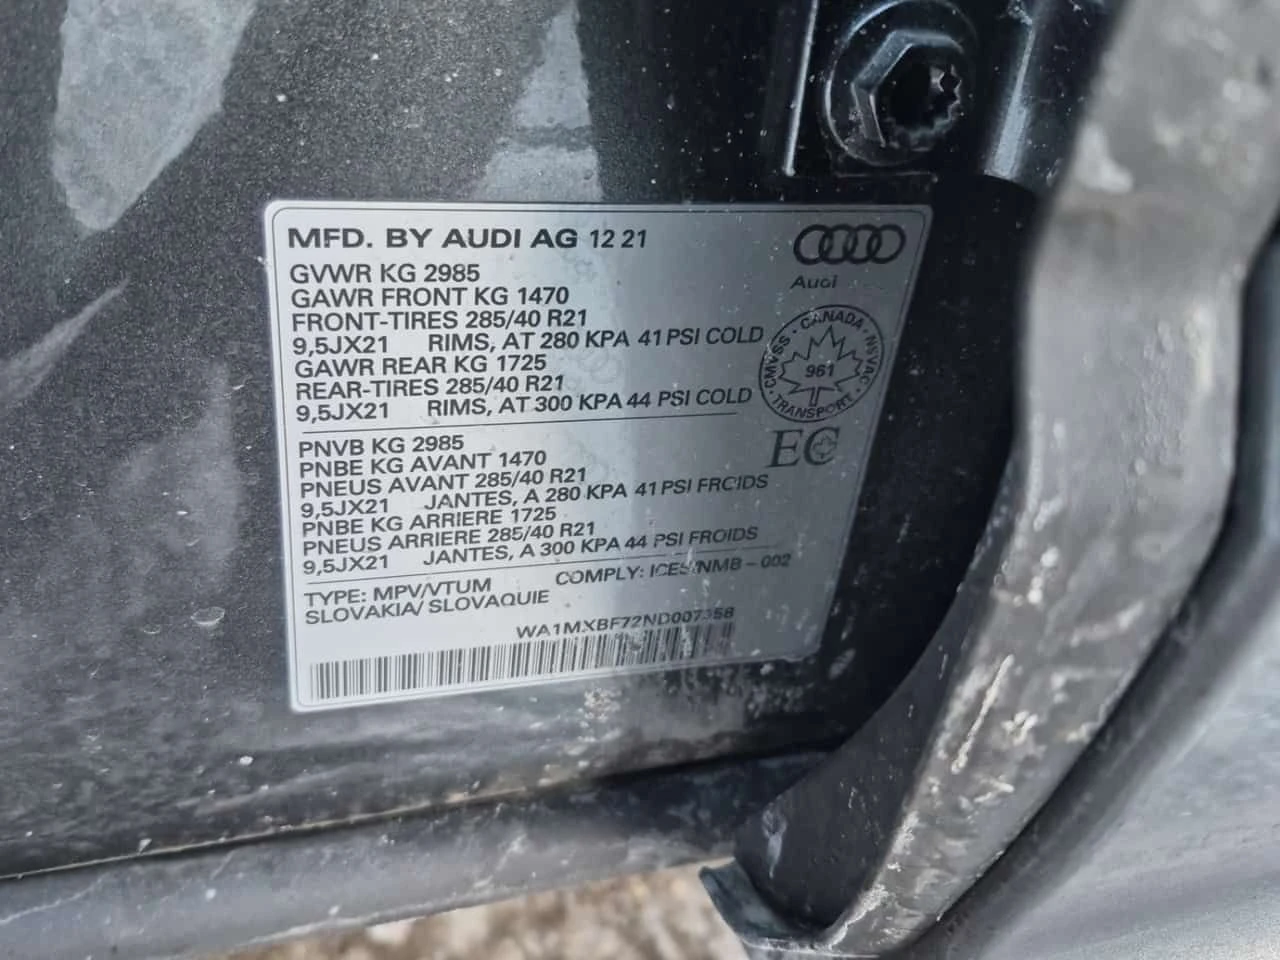 MFD. BY AUDI AG 12 21
Audi
GVWR KG 2985
GAWR FRONT KG 1470
FRONT-TIRES 285/40 R21
9,5JX21 RIMS, AT 280 KPA 41 PSI COLD
GAWR REAR KG 1725
REAR-TIRES 285/40 R21
9,5JX21 RIMS, AT 300 KPA 44 PSI COLD
CANADA · NSVAC · TRANSPORT · CMVSS
961
EC
PNVB KG 2985
PNBE KG AVANT 1470
PNEUS AVANT 285/40 R21
9,5JX21 JANTES, A 280 KPA 41 PSI FROIDS
PNBE KG ARRIERE 1725
PNEUS ARRIERE 285/40 R21
9,5JX21 JANTES, A 300 KPA 44 PSI FROIDS
TYPE: MPV/VTUM COMPLY: ICES/NMB - 002
SLOVAKIA/ SLOVAQUIE